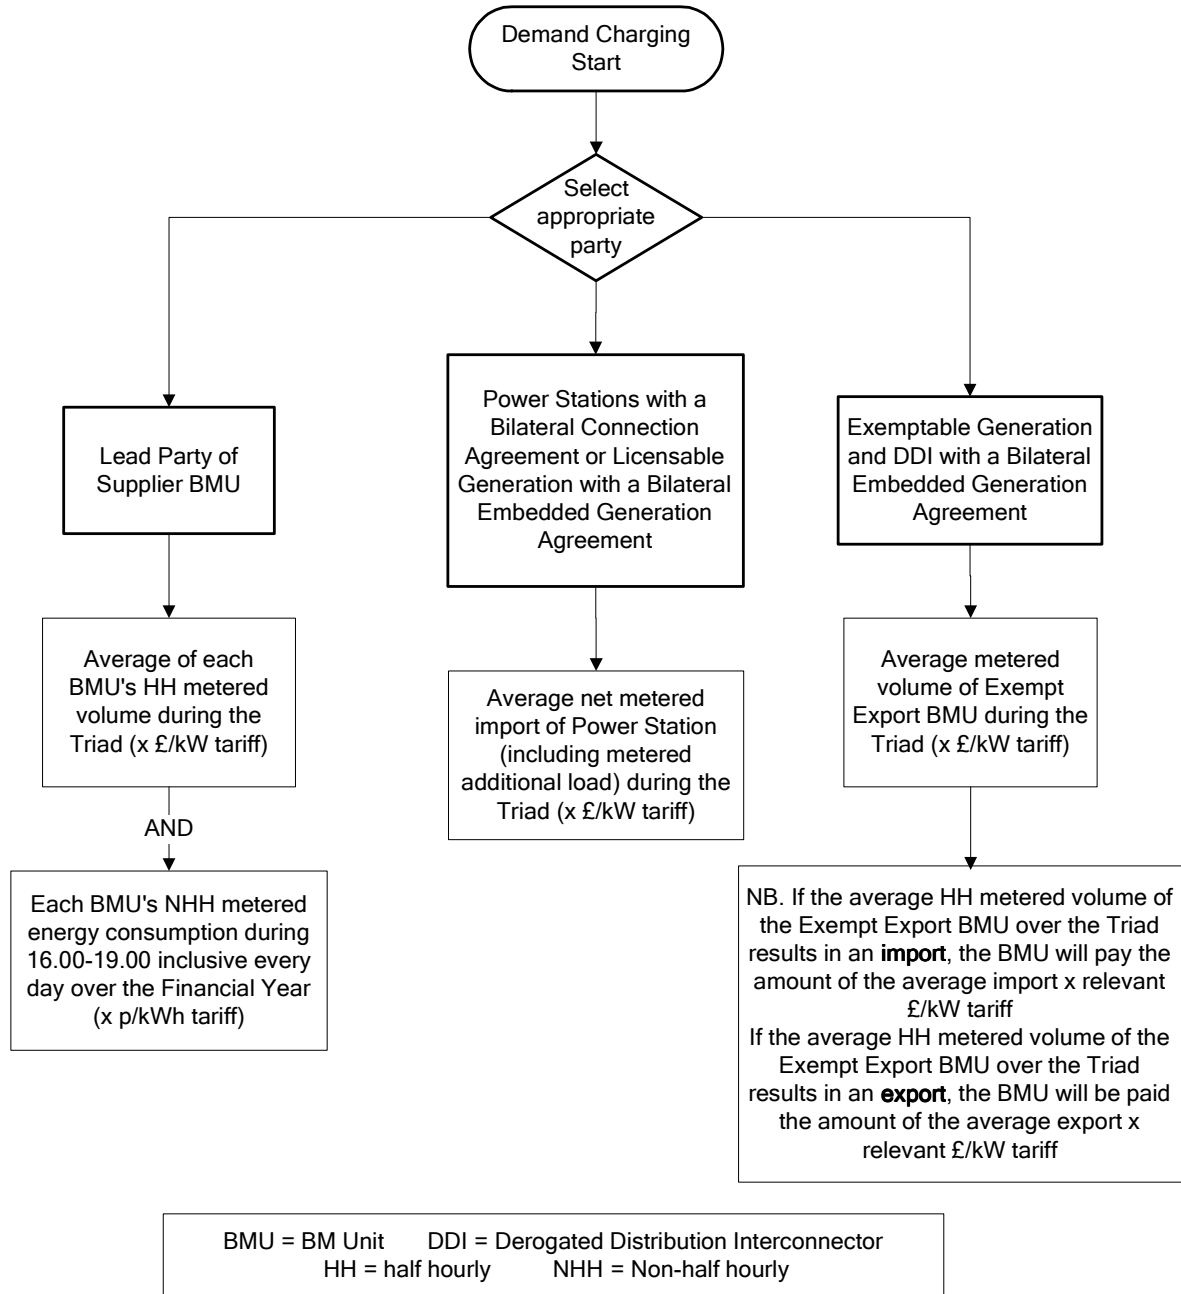 Demand Charging
Start
Select
appropriate
party
Lead Party of
Supplier BMU
Power Stations with a
Bilateral Connection
Agreement or Licensable
Generation with a Bilateral
Embedded Generation
Agreement
Exemptable Generation
and DDI with a Bilateral
Embedded Generation
Agreement
Average of each
BMU's HH metered
volume during the
Triad (x £/kW tariff)
Average net metered
import of Power Station
(including metered
additional load) during the
Triad (x £/kW tariff)
Average metered
volume of Exempt
Export BMU during the
Triad (x £/kW tariff)
AND
Each BMU's NHH metered
energy consumption during
16.00-19.00 inclusive every
day over the Financial Year
(x p/kWh tariff)
NB. If the average HH metered volume of
the Exempt Export BMU over the Triad
results in an import, the BMU will pay the
amount of the average import x relevant
£/kW tariff
If the average HH metered volume of the
Exempt Export BMU over the Triad
results in an export, the BMU will be paid
the amount of the average export x
relevant £/kW tariff
BMU = BM Unit DDI = Derogated Distribution Interconnector
HH = half hourly NHH = Non-half hourly